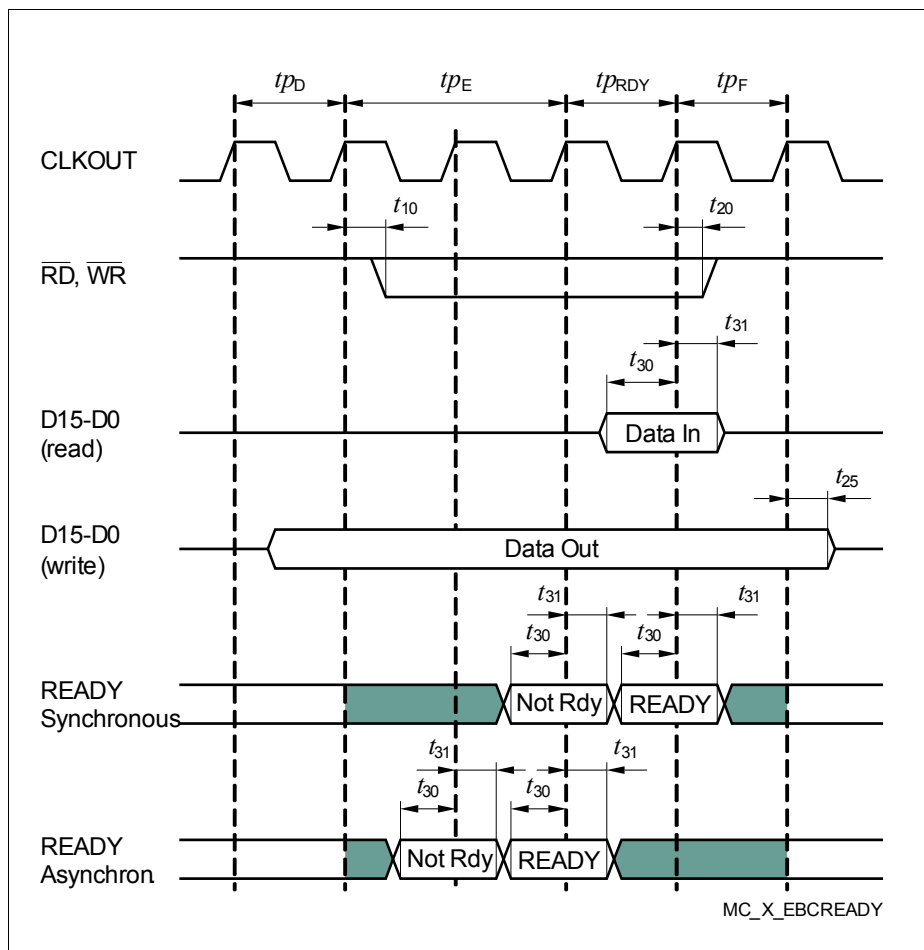 tpD tpE tpRDY tpF
CLKOUT
t10 t20
RD, WR
t31
t30
D15-D0
(read)
Data In
t25
D15-D0
(write)
Data Out
t31 t31
t30 t30
READY
Synchronous
Not Rdy READY
t31 t31
t30 t30
READY
Asynchron.
Not Rdy READY
MC_X_EBCREADY